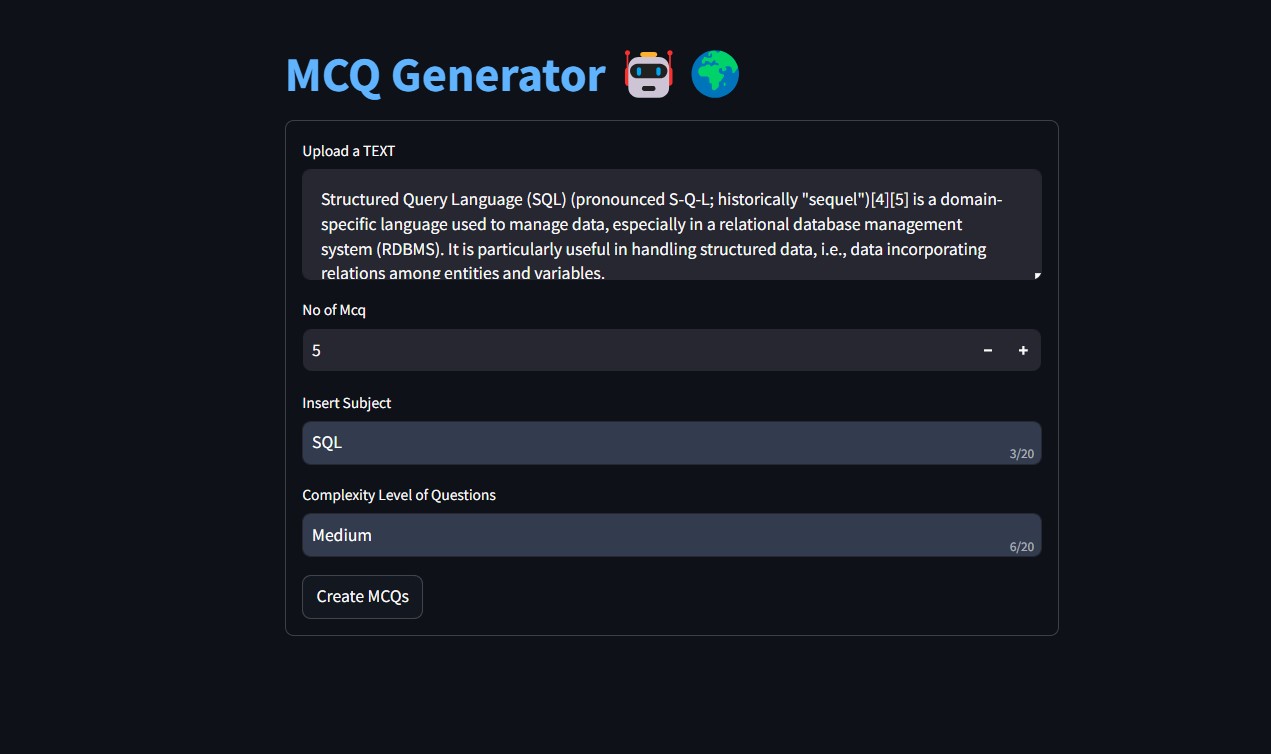 MCQ Generator
Upload a TEXT
Structured Query Language (SQL) (pronounced S-Q-L; historically "sequel")[4][5] is a domain-
specific language used to manage data, especially in a relational database management
system (RDBMS). It is particularly useful in handling structured data, i.e., data incorporating
relations among entities and variables.
No of Mcq
5
Insert Subject
SQL
3/20
Complexity Level of Questions
Medium
6/20
Create MCQs